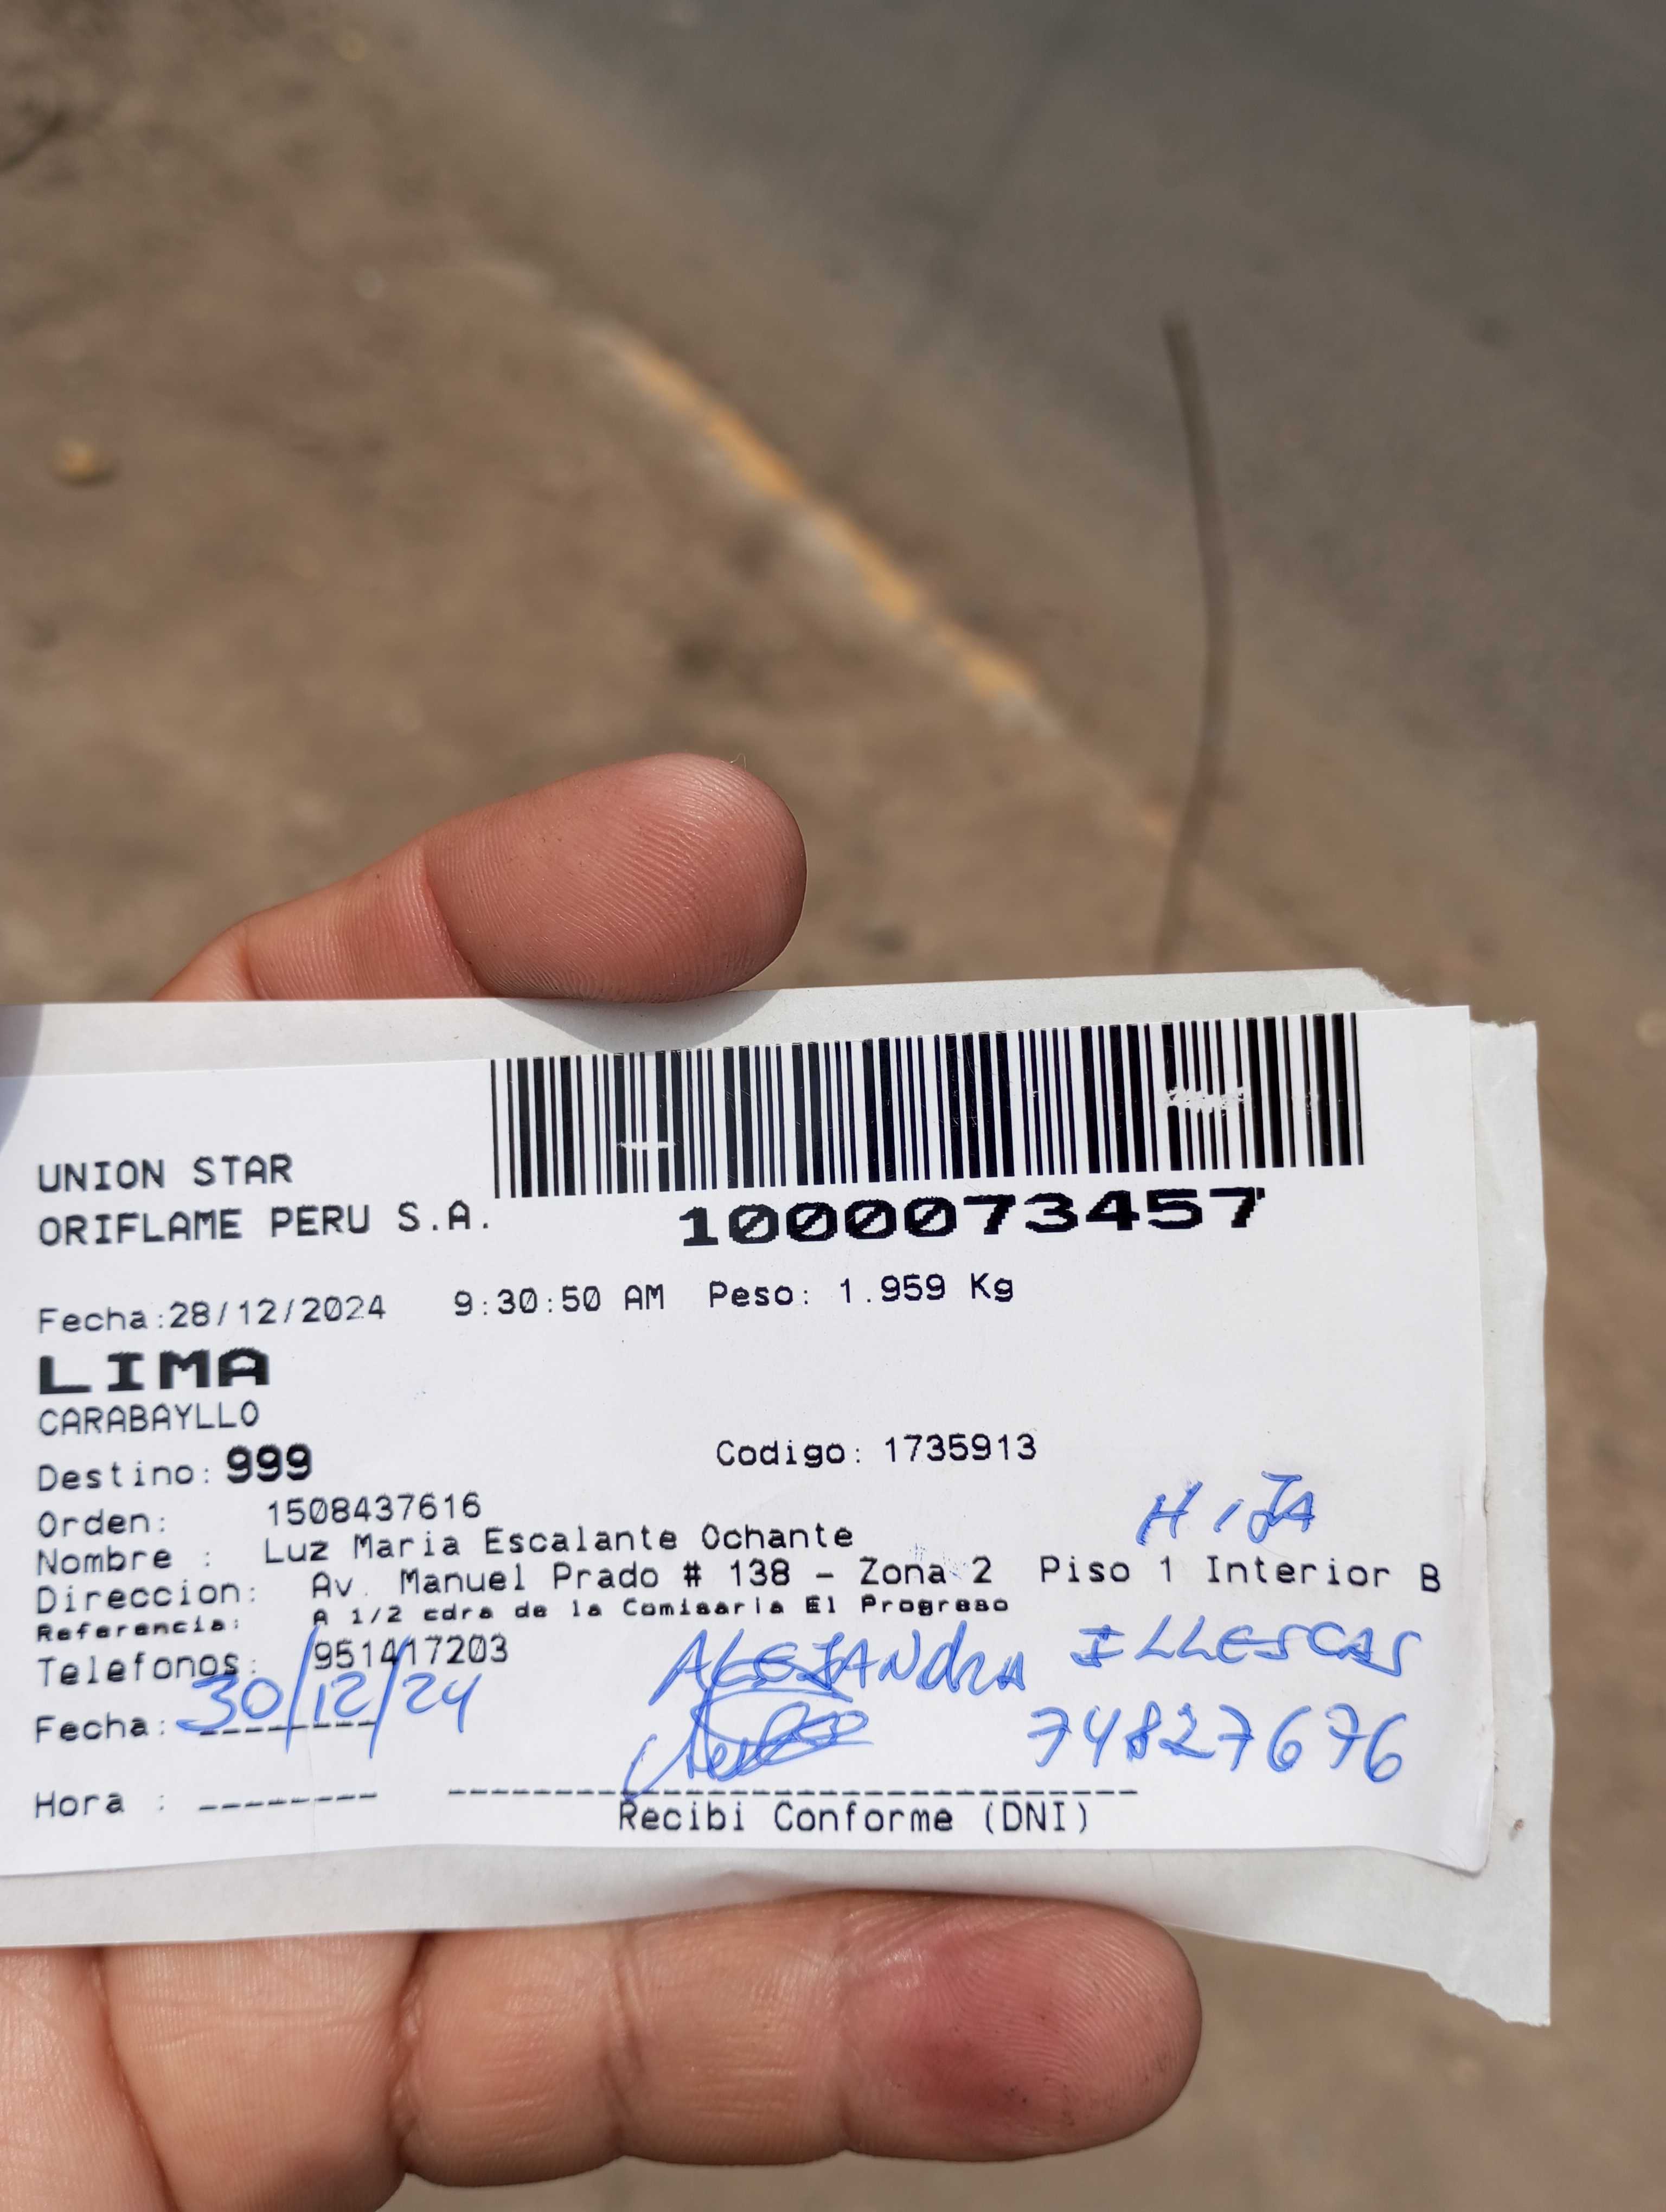 UNION STAR
ORIFLAME PERU S.A.
1000073457
Fecha:28/12/2024 9:30:50 AM Peso: 1.959 Kg
LIMA
CARABAYLLO
Destino: 999 Codigo: 1735913
Orden: 1508437616
HIJA
Nombre : Luz Maria Escalante Ochante
Direccion: Av. Manuel Prado # 138 - Zona 2 Piso 1 Interior B
Referencia: A 1/2 cdra de la Comisaria El Progreso
Telefonos: 951417203
ALEJANdRA ILLESCAS
Fecha: 30/12/24
74827676
Hora : --------
Recibi Conforme (DNI)